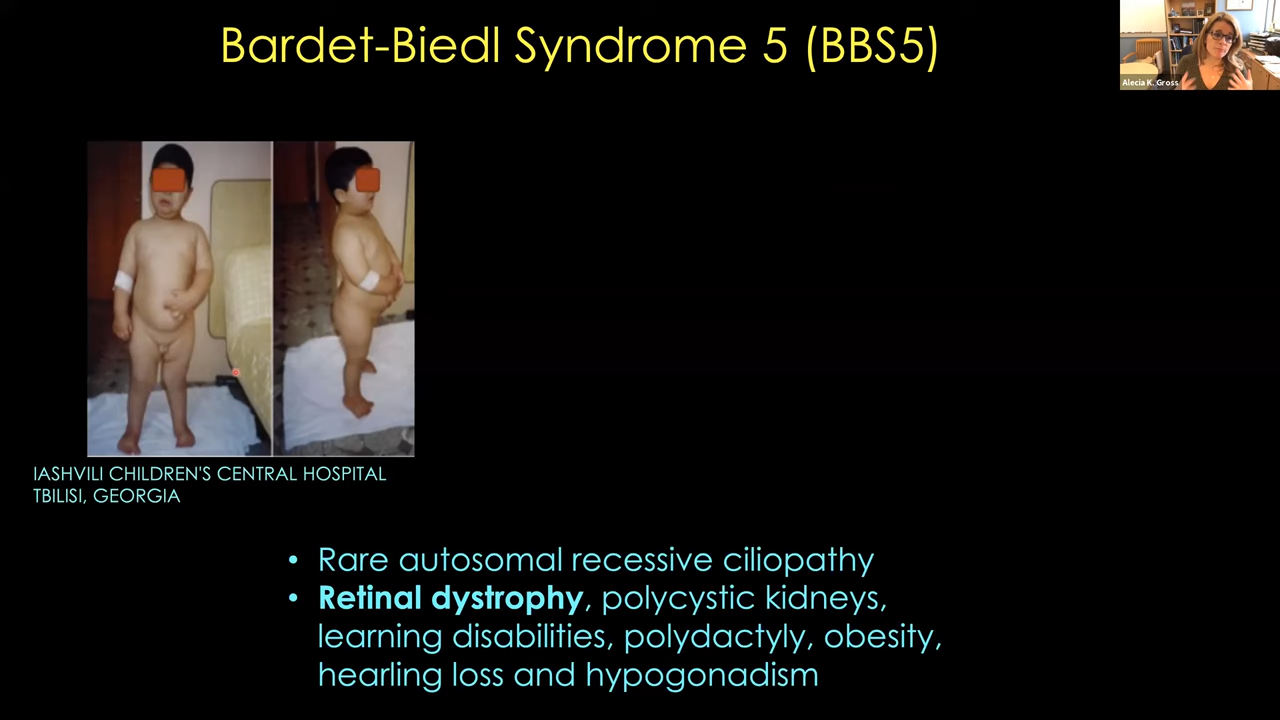 Bardet-Biedl Syndrome 5 (BBS5)
Alecia K. Gross
IASHVILI CHILDREN'S CENTRAL HOSPITAL
TBILISI, GEORGIA
• Rare autosomal recessive ciliopathy
• Retinal dystrophy, polycystic kidneys,
learning disabilities, polydactyly, obesity,
hearling loss and hypogonadism